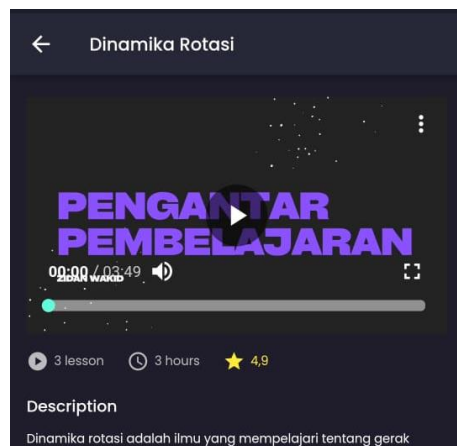 Dinamika Rotasi
PENGANTAR
PEMBELAJARAN
ZIDAN WAKID
00:00 / 03:49
3 lesson 3 hours 4,9
Description
Dinamika rotasi adalah ilmu yang mempelajari tentang gerak